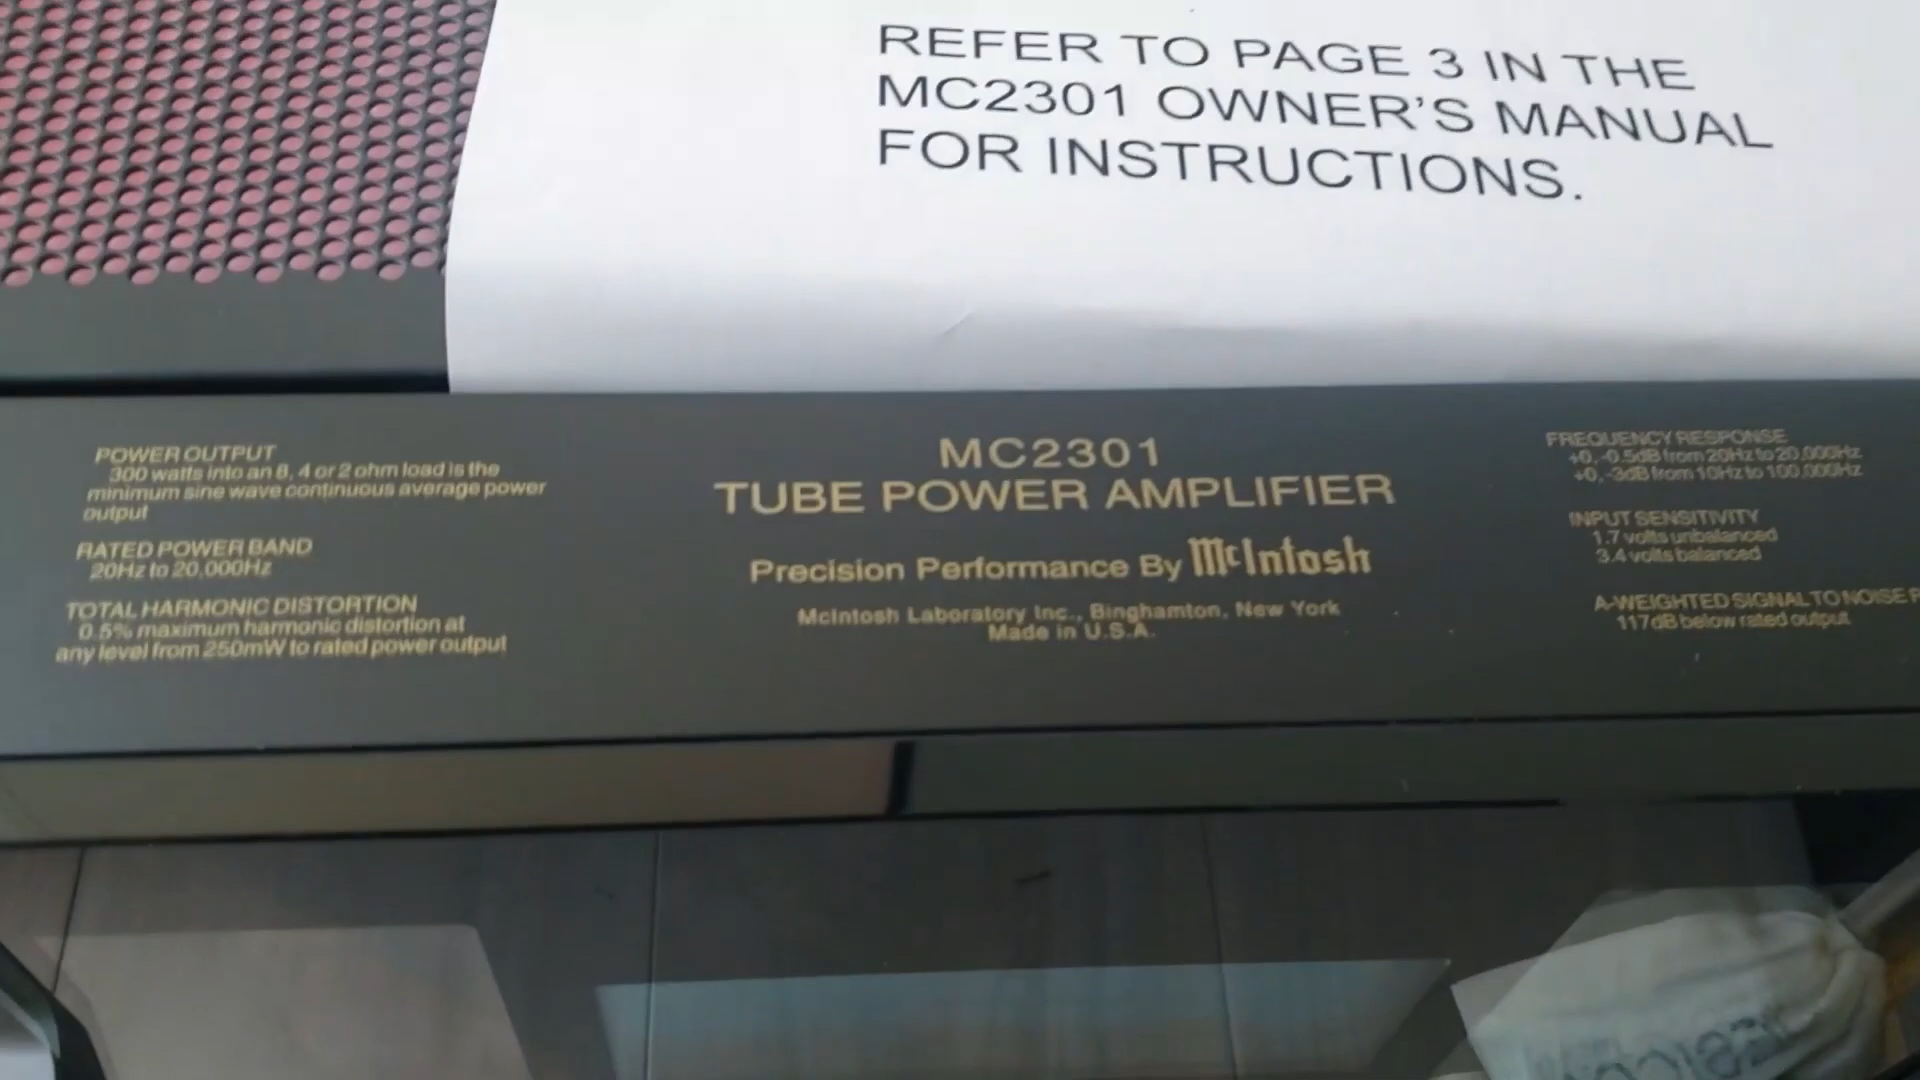 REFER TO PAGE 3 IN THE
MC2301 OWNER'S MANUAL
FOR INSTRUCTIONS.
POWER OUTPUT
300 watts into an 8, 4 or 2 ohm load is the
minimum sine wave continuous average power
output
RATED POWER BAND
20Hz to 20,000Hz
TOTAL HARMONIC DISTORTION
0.5% maximum harmonic distortion at
any level from 250mW to rated power output
MC2301
TUBE POWER AMPLIFIER
Precision Performance By McIntosh
McIntosh Laboratory Inc., Binghamton, New York
Made in U.S.A.
FREQUENCY RESPONSE
+0, -0.5dB from 20Hz to 20,000Hz
+0, -3dB from 10Hz to 100,000Hz
INPUT SENSITIVITY
1.7 volts unbalanced
3.4 volts balanced
A-WEIGHTED SIGNAL TO NOISE
117dB below rated output